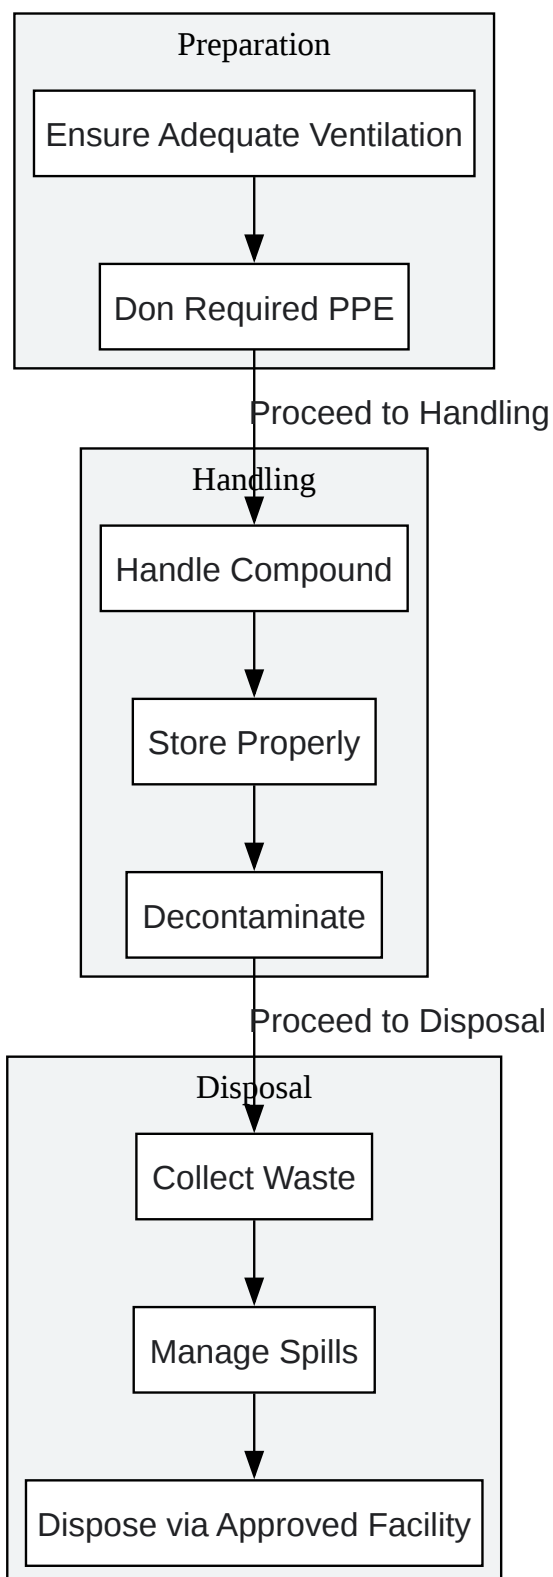 Preparation
Ensure Adequate Ventilation
Don Required PPE
Proceed to Handling
Handling
Handle Compound
Store Properly
Decontaminate
Proceed to Disposal
Disposal
Collect Waste
Manage Spills
Dispose via Approved Facility